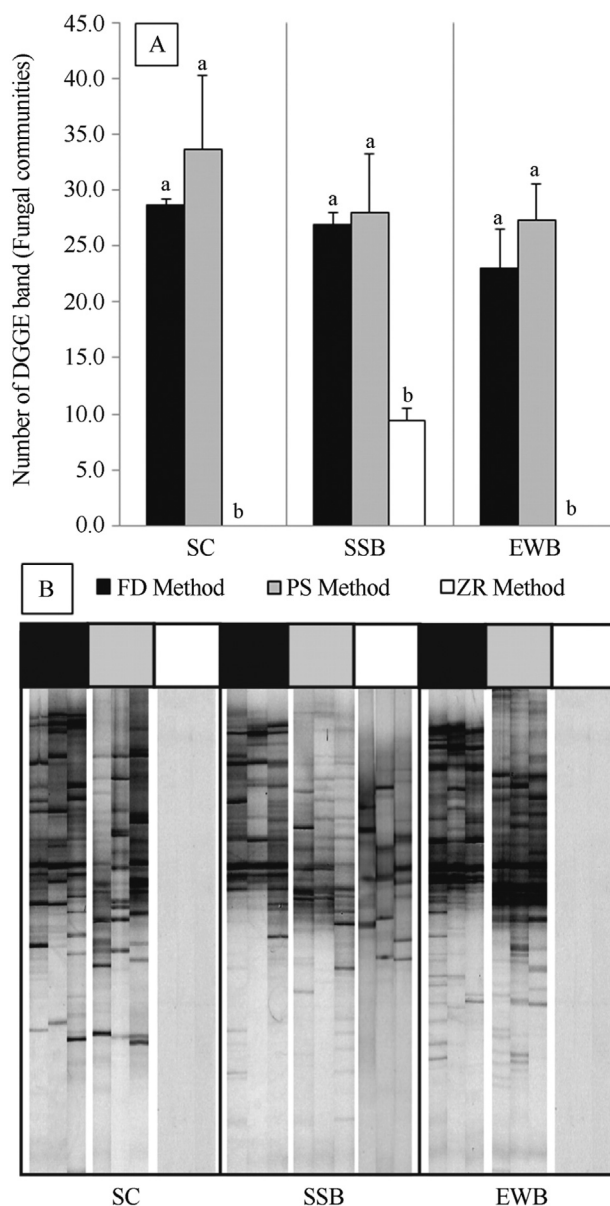 A
Number of DGGE band (Fungal communities)
45.0
40.0
35.0
30.0
25.0
20.0
15.0
10.0
5.0
0.0
a
a
b
a
a
b
a
a
b
SC
SSB
EWB
B
FD Method
PS Method
ZR Method
SC
SSB
EWB